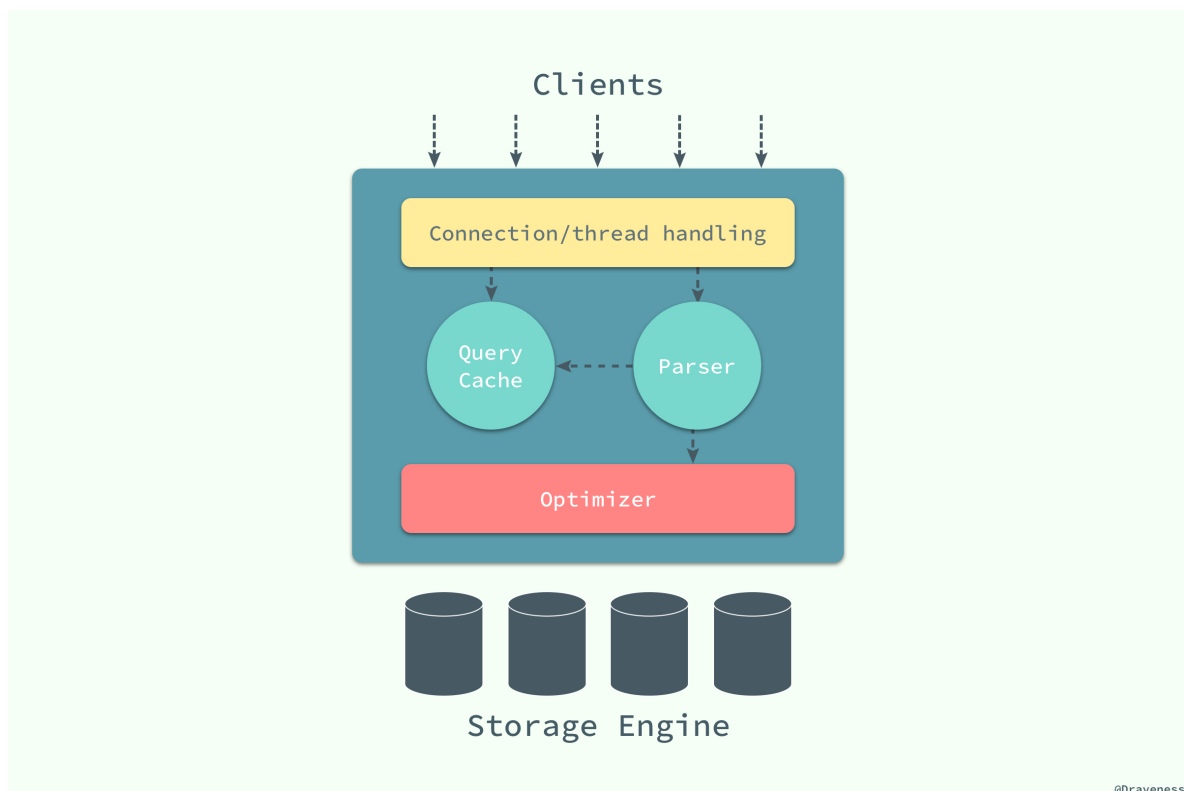 Clients
Connection/thread handling
Query
Cache
Parser
Optimizer
Storage Engine
@Draveness